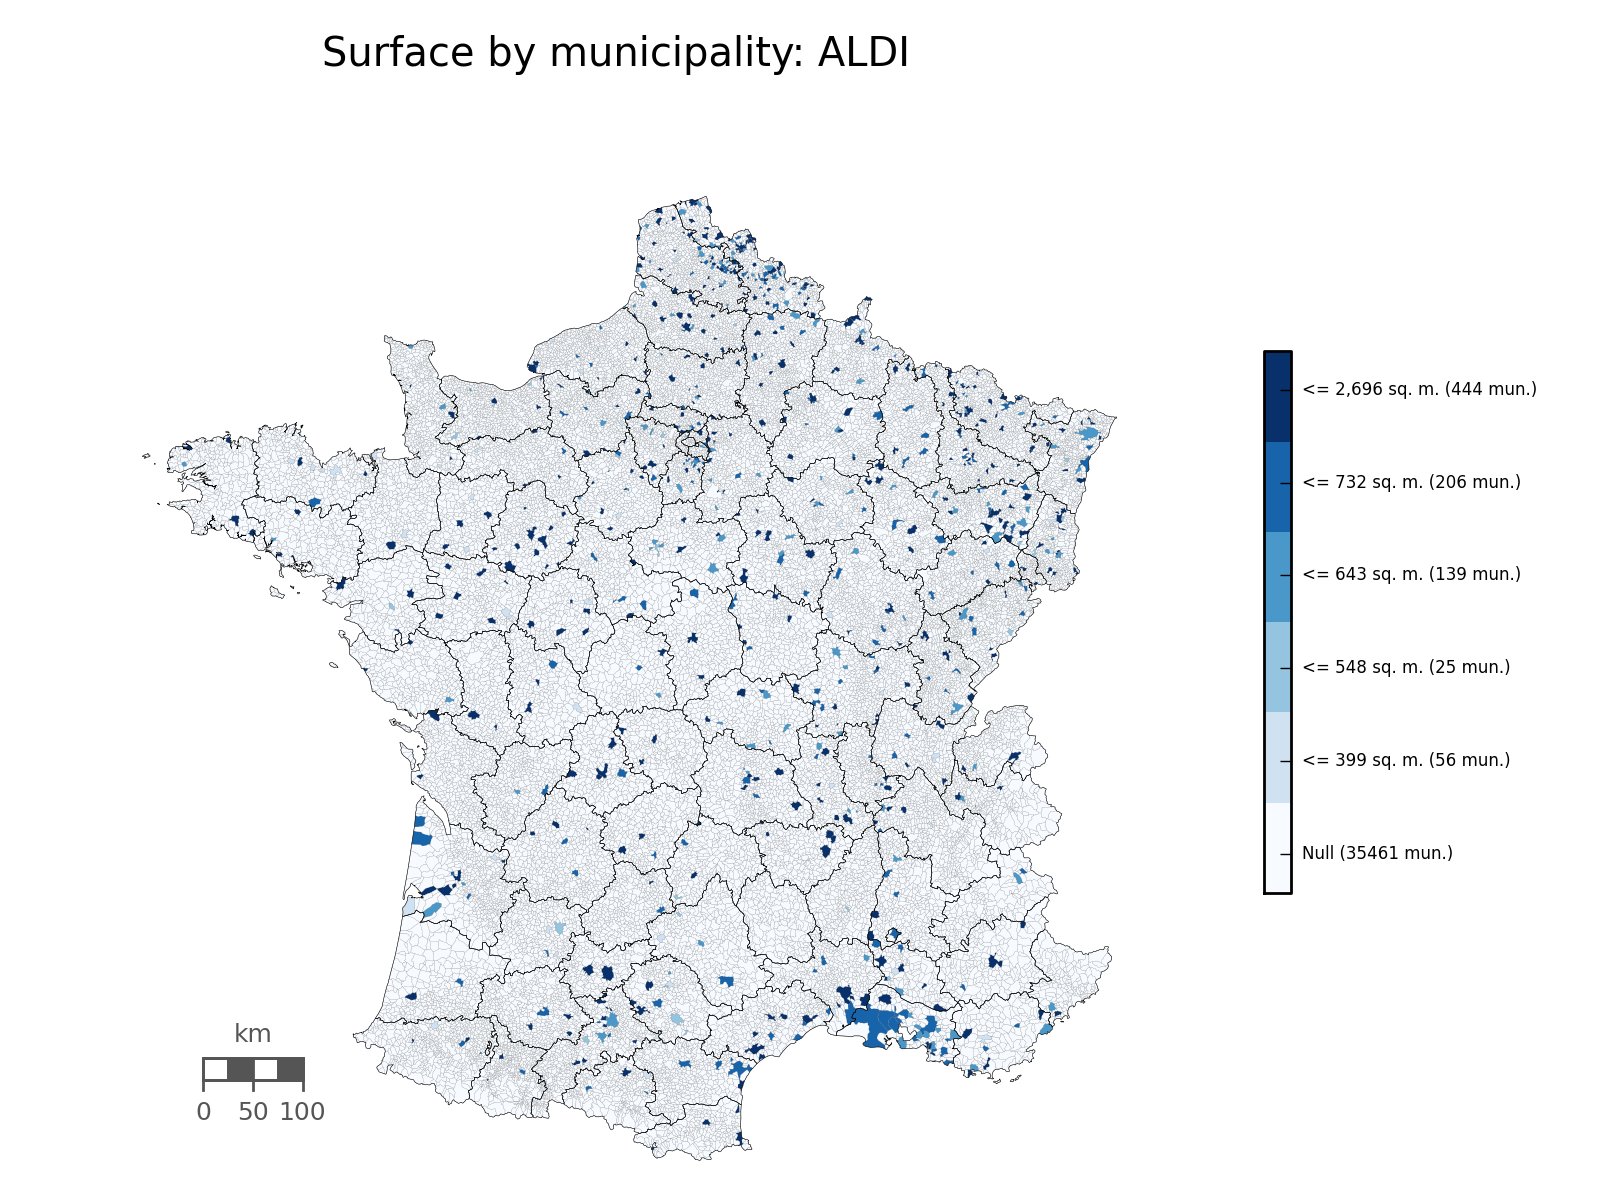 Surface by municipality: ALDI
<= 2,696 sq. m. (444 mun.)
<= 732 sq. m. (206 mun.)
<= 643 sq. m. (139 mun.)
<= 548 sq. m. (25 mun.)
<= 399 sq. m. (56 mun.)
Null (35461 mun.)
km
0 50 100